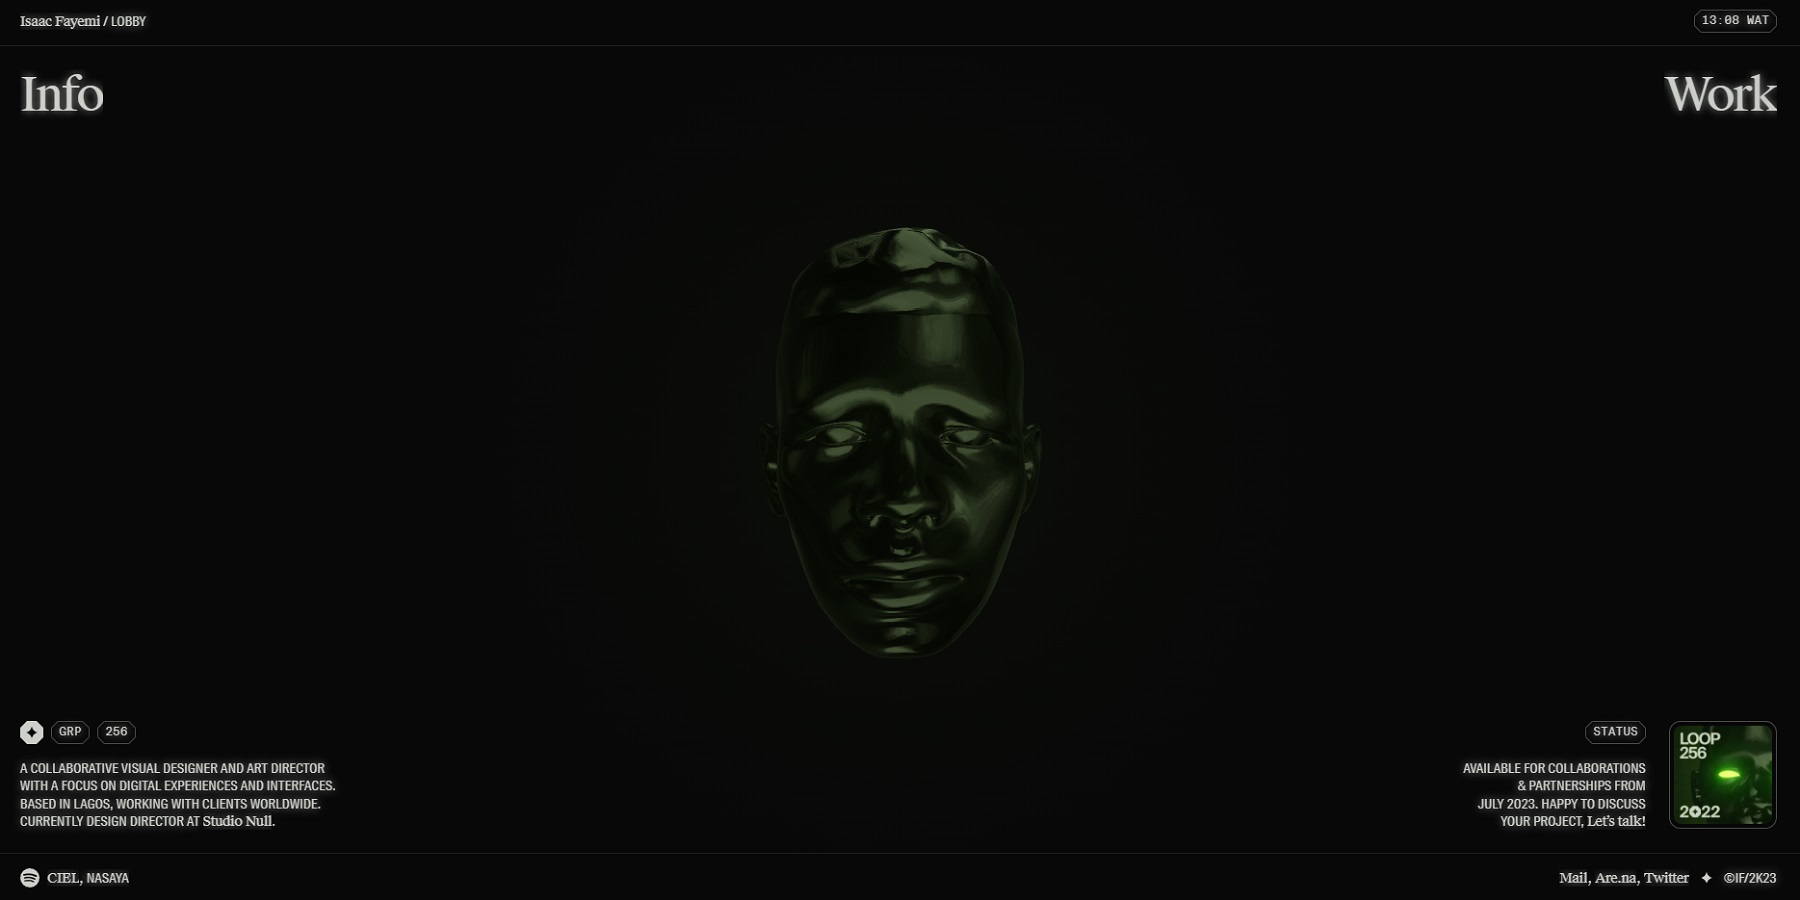 Isaac Fayemi / LOBBY
13:08 WAT
Info
Work
GRP
256
A COLLABORATIVE VISUAL DESIGNER AND ART DIRECTOR
WITH A FOCUS ON DIGITAL EXPERIENCES AND INTERFACES.
BASED IN LAGOS, WORKING WITH CLIENTS WORLDWIDE.
CURRENTLY DESIGN DIRECTOR AT Studio Null.
STATUS
AVAILABLE FOR COLLABORATIONS
& PARTNERSHIPS FROM
JULY 2023. HAPPY TO DISCUSS
YOUR PROJECT, Let's talk!
LOOP
256
2022
CIEL, NASAYA
Mail, Are.na, Twitter
©IF/2K23